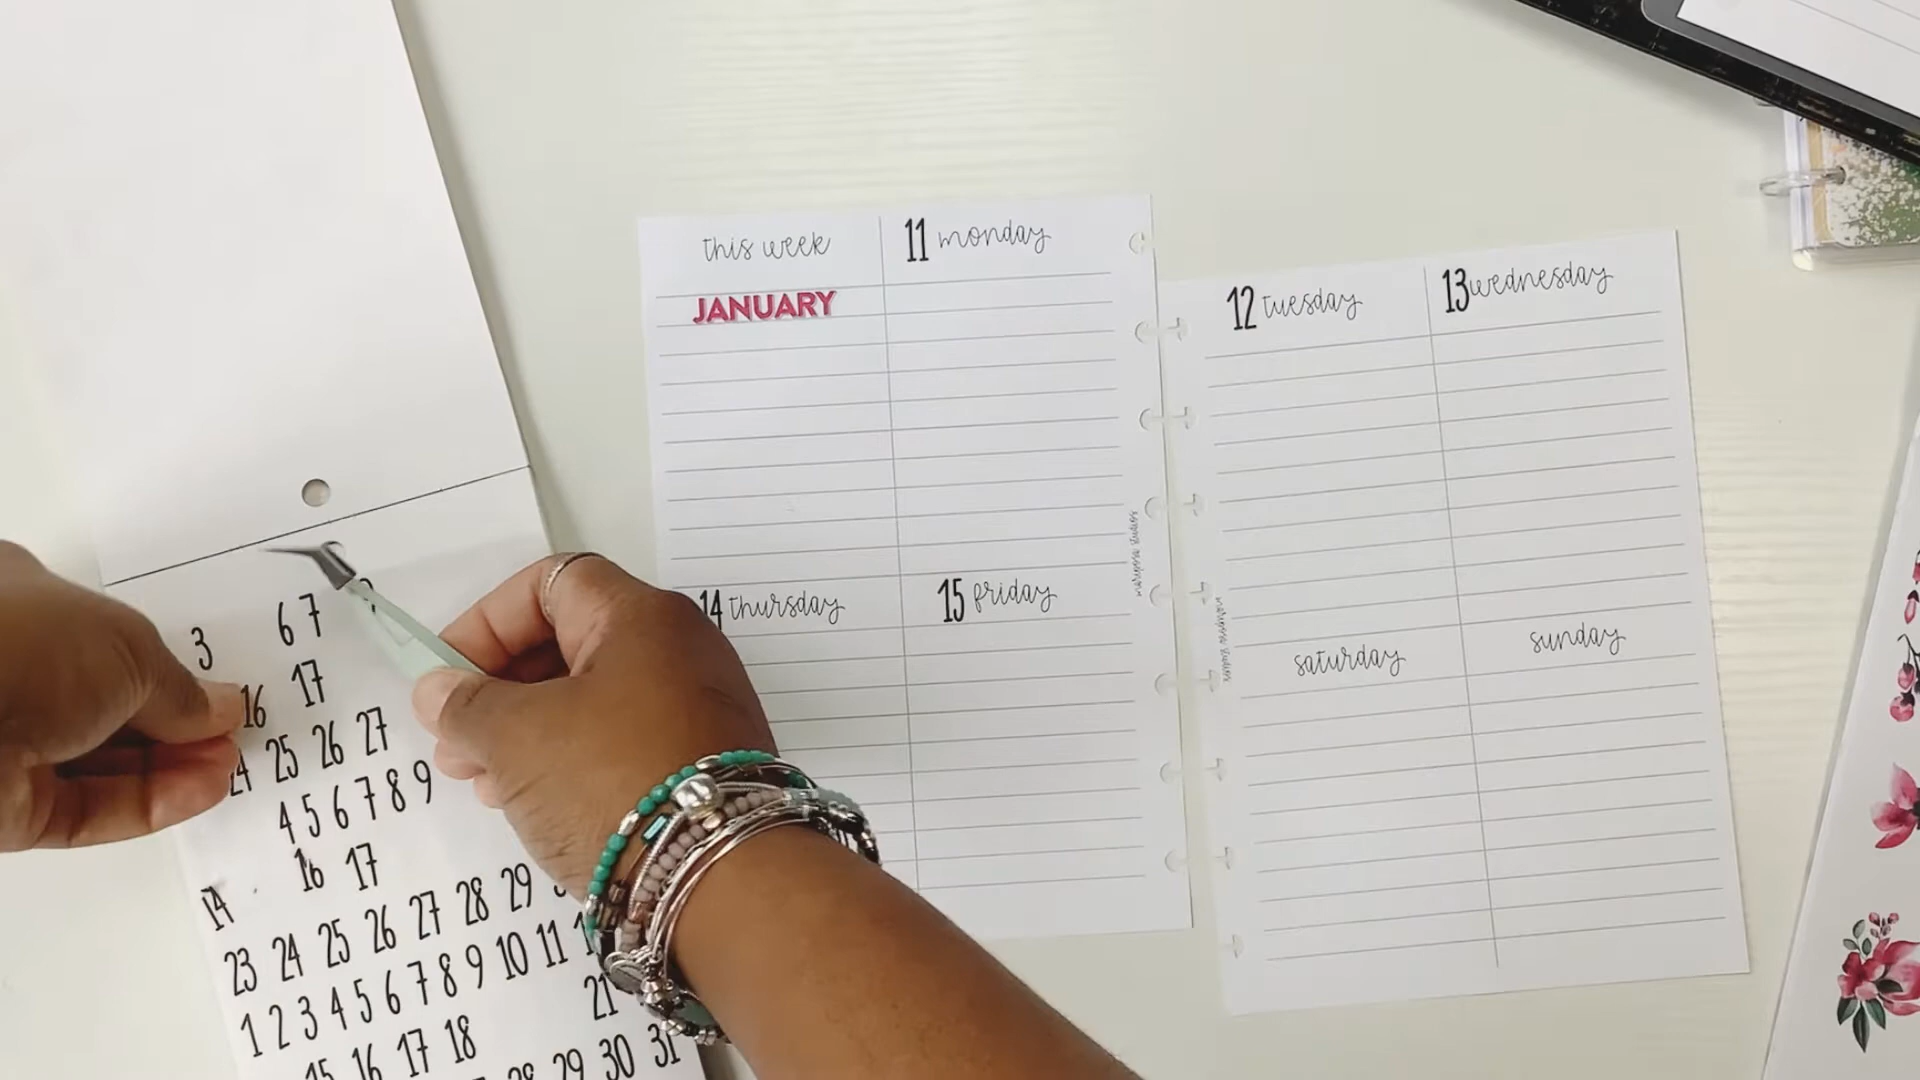 this week
JANUARY
11 monday
12 tuesday
13 wednesday
14 thursday
15 friday
saturday
sunday
3 6 7
16 17
24 25 26 27
4 5 6 7 8 9
14 16 17
23 24 25 26 27 28 29
1 2 3 4 5 6 7 8 9 10 11
21
15 16 17 18
28 29 30 31